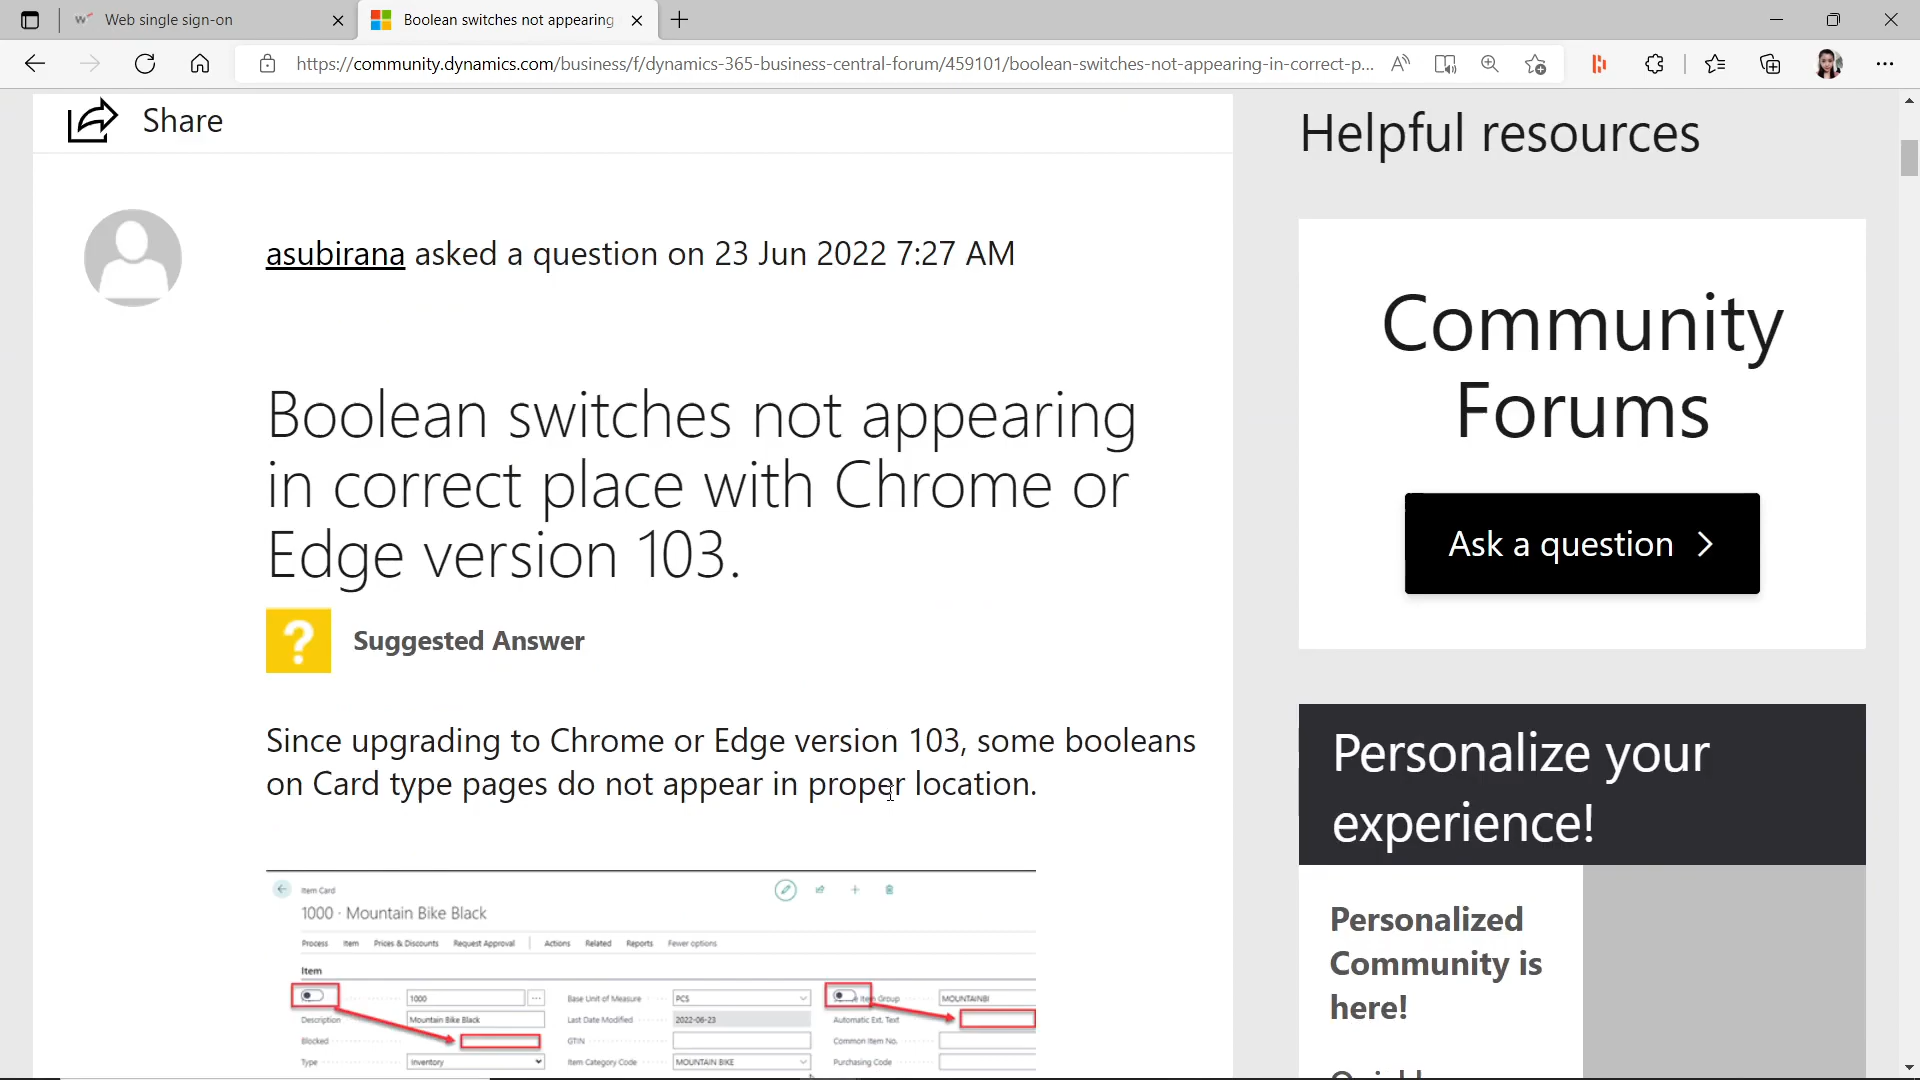 Web single sign-on
Boolean switches not appearing
https://community.dynamics.com/business/f/dynamics-365-business-central-forum/459101/boolean-switches-not-appearing-in-correct-p...
Share
asubirana asked a question on 23 Jun 2022 7:27 AM
Boolean switches not appearing
in correct place with Chrome or
Edge version 103.
?
Suggested Answer
Since upgrading to Chrome or Edge version 103, some booleans
on Card type pages do not appear in proper location.
Item Card
1000 · Mountain Bike Black
Process Item Prices & Discounts Request Approval Actions Related Reports Fewer options
Item
1000 ... Base Unit of Measure PCS Item Group MOUNTAINBI
Description Mountain Bike Black Last Date Modified 2022-06-23 Automatic Ext. Text
Blocked GTIN Common Item No.
Type Inventory Item Category Code MOUNTAIN BIKE Purchasing Code
Helpful resources
Community
Forums
Ask a question
Personalize your
experience!
Personalized
Community is
here!